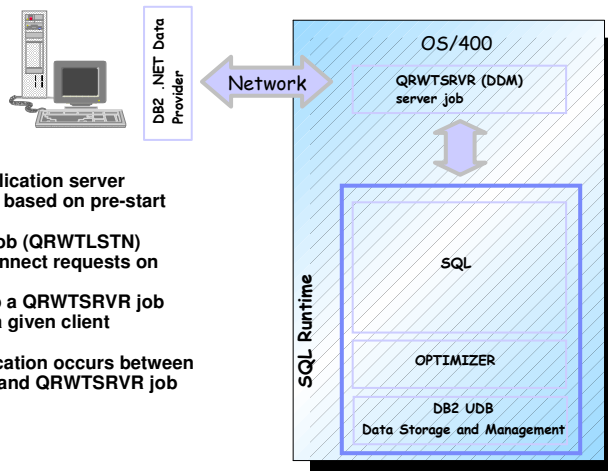 DB2 .NET Data
Provider
Network
OS/400
QRWTSRVR (DDM)
server job
lication server
based on pre-start
ob (QRWTLSTN)
nnect requests on
o a QRWTSRVR job
a given client
cation occurs between
and QRWTSRVR job
SQL Runtime
SQL
OPTIMIZER
DB2 UDB
Data Storage and Management